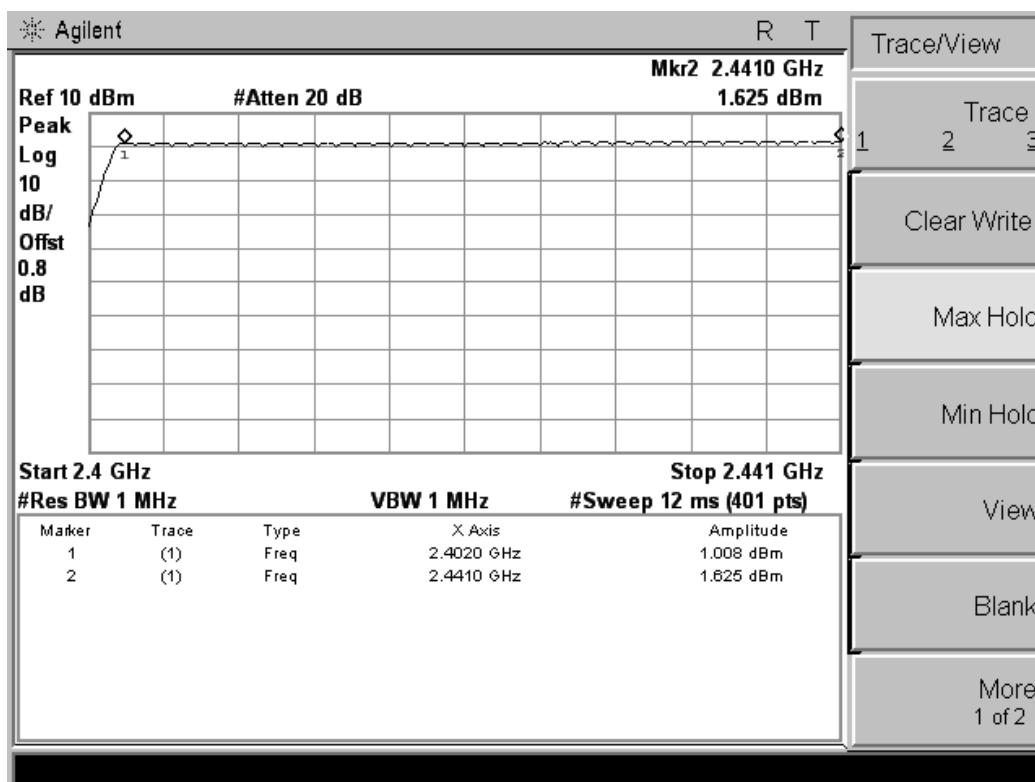 Agilent R T
Trace/View
Mkr2 2.4410 GHz
Ref 10 dBm #Atten 20 dB 1.625 dBm
Peak
Log
10
dB/
Offst
0.8
dB
1
2
Trace
1 2 3
Clear Write
Max Hold
Min Hold
View
Blank
More
1 of 2
Start 2.4 GHz Stop 2.441 GHz
#Res BW 1 MHz VBW 1 MHz #Sweep 12 ms (401 pts)
Marker Trace Type X Axis Amplitude
1 (1) Freq 2.4020 GHz 1.008 dBm
2 (1) Freq 2.4410 GHz 1.625 dBm